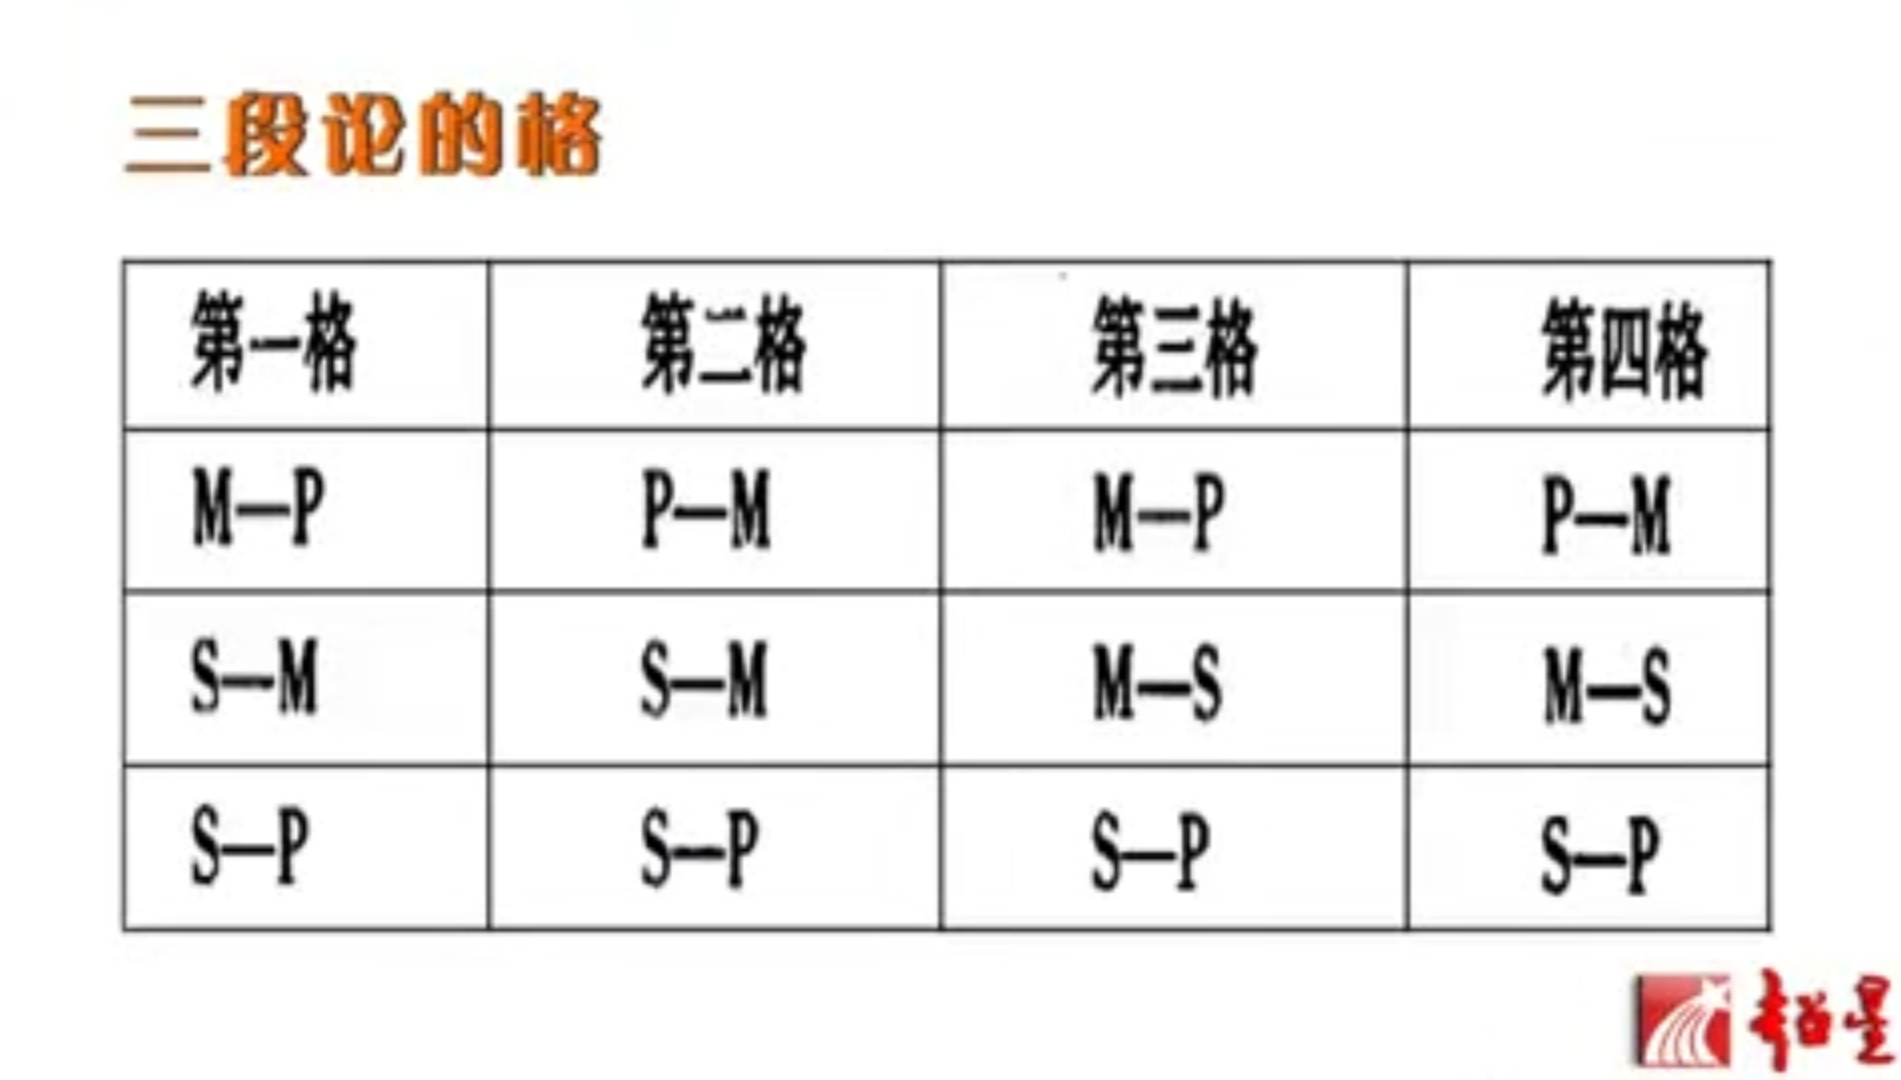 三段论的格
第一格 第二格 第三格 第四格
M—P P—M M—P P—M
S—M S—M M—S M—S
S—P S—P S—P S—P
超星